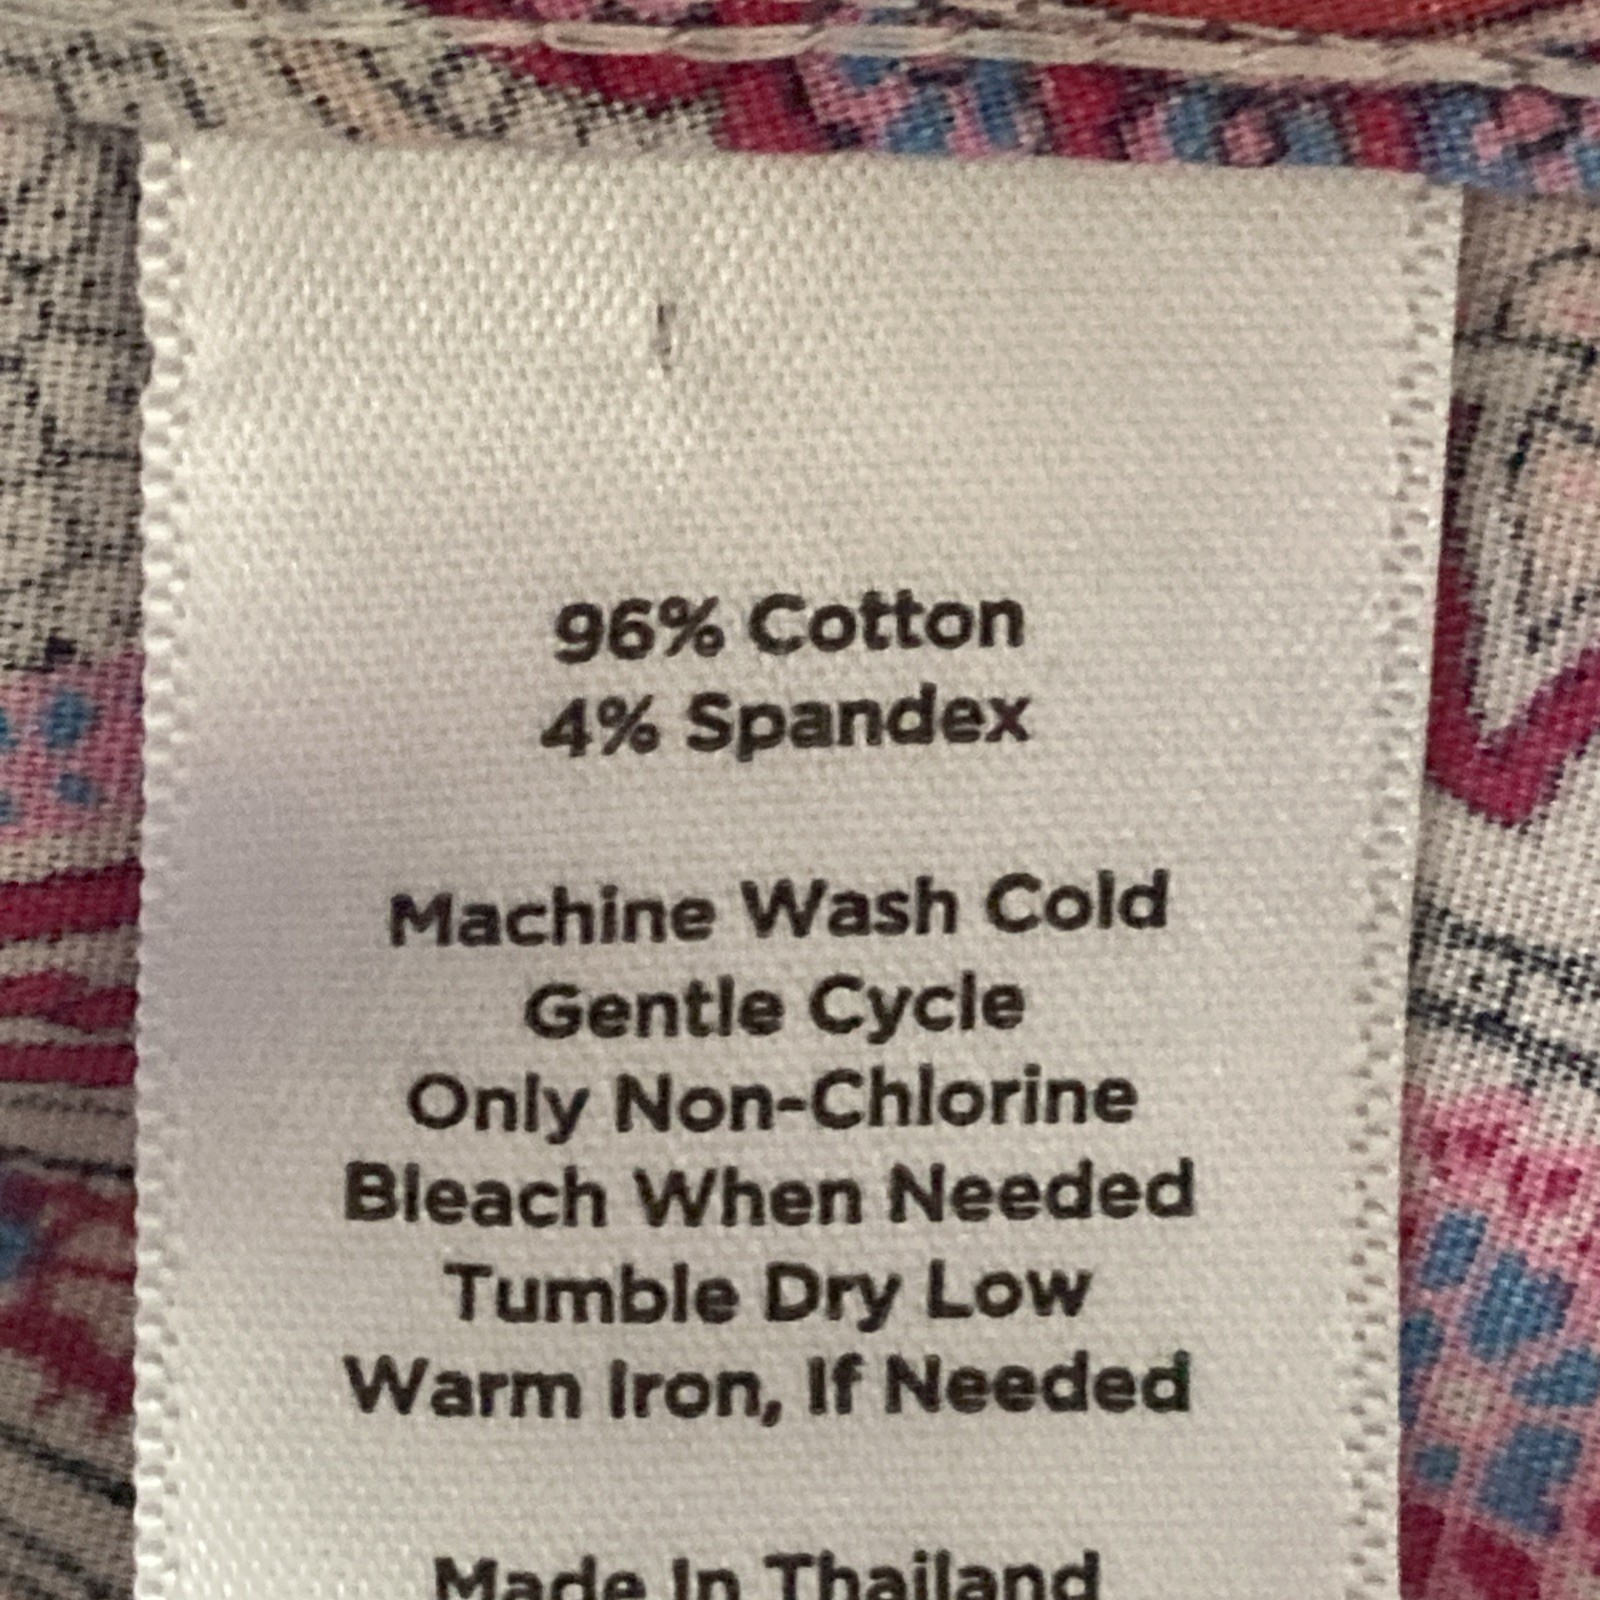 96% Cotton
4% Spandex
Machine Wash Cold
Gentle Cycle
Only Non-Chlorine
Bleach When Needed
Tumble Dry Low
Warm Iron, If Needed
Made In Thailand